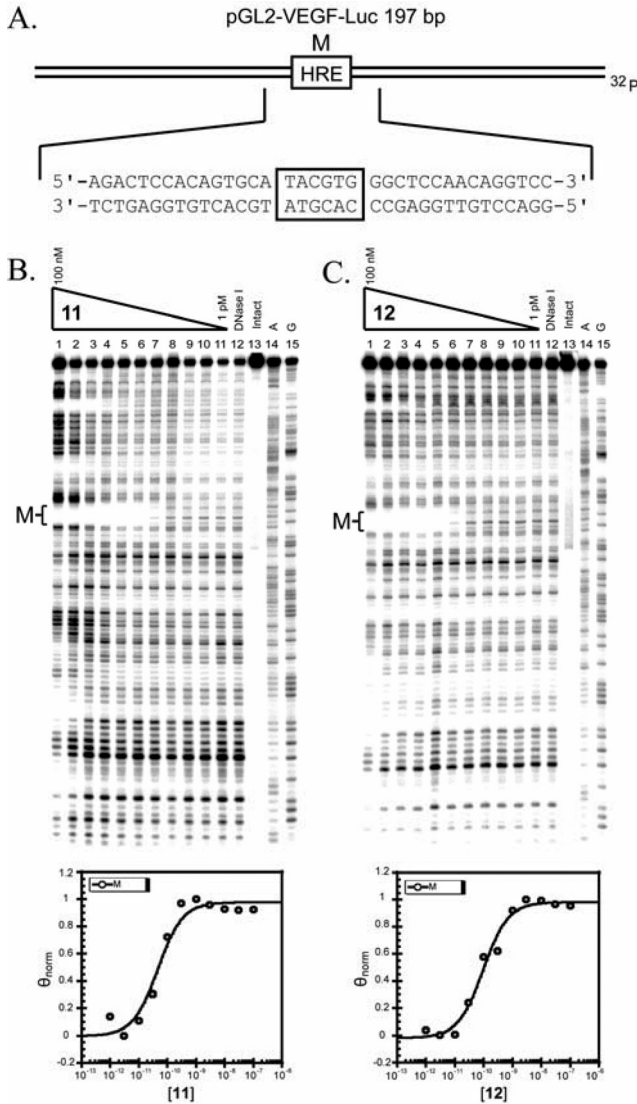 A.
pGL2-VEGF-Luc 197 bp
M
HRE
32P
5'-AGACTCCACAGTGCA TACGTG GGCTCCAACAGGTCC-3'
3'-TCTGAGGTGTCACGT ATGCAC CCGAGGTTGTCCAGG-5'
B.
100 nM
11
1 pM
DNase I
Intact
A
G
1 2 3 4 5 6 7 8 9 10 11 12 13 14 15
M
C.
100 nM
12
1 pM
DNase I
Intact
A
G
1 2 3 4 5 6 7 8 9 10 11 12 13 14 15
M
M
1.2
1
0.8
0.6
0.4
0.2
0
-0.2
θnorm
10-13 10-12 10-11 10-10 10-9 10-8 10-7 10-6
[11]
M
1.2
1
0.8
0.6
0.4
0.2
0
-0.2
θnorm
10-13 10-12 10-11 10-10 10-9 10-8 10-7 10-6
[12]